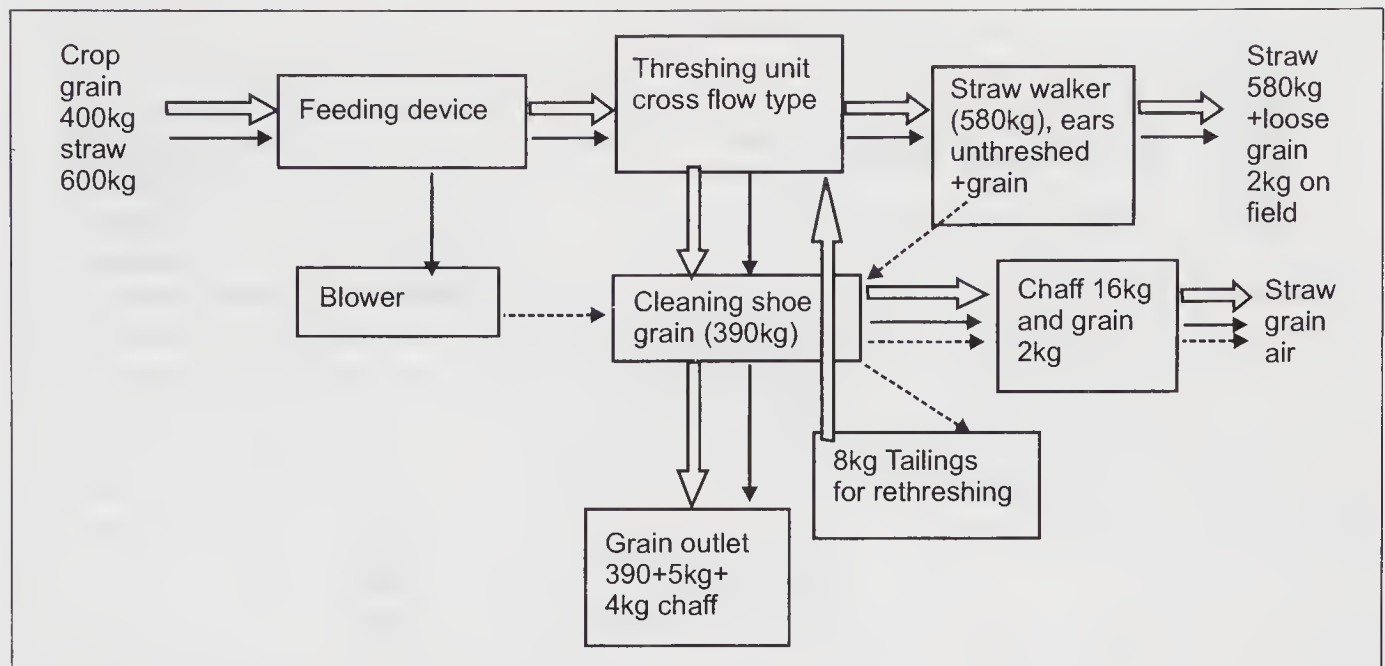 Crop
grain
400kg
straw
600kg
Feeding device
Threshing unit
cross flow type
Straw walker
(580kg), ears
unthreshed
+grain
Straw
580kg
+loose
grain
2kg on
field
Blower
Cleaning shoe
grain (390kg)
Chaff 16kg
and grain
2kg
Straw
grain
air
8kg Tailings
for rethreshing
Grain outlet
390+5kg+
4kg chaff